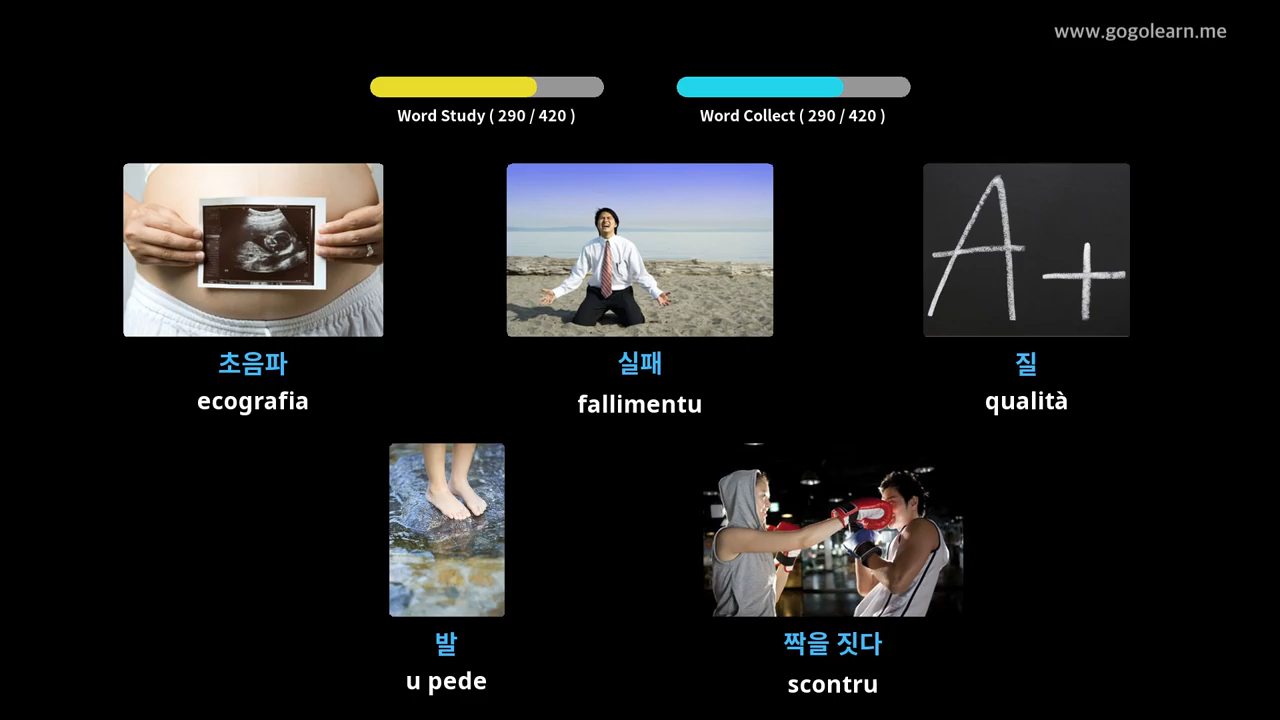 www.gogolearn.me
Word Study ( 290 / 420 )
Word Collect ( 290 / 420 )
A+
초음파
ecografia
실패
fallimentu
질
qualità
발
u pede
짝을 짓다
scontru